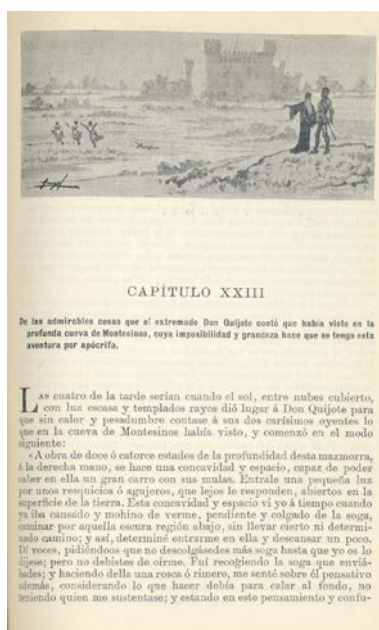 CAPÍTULO XXIII
De las admirables cosas que el extremado Don Quijote contó que había visto en la
profunda cueva de Montesinos, cuya imposibilidad y grandeza hace que se tenga esta
aventura por apócrifa.
LAS cuatro de la tarde serían cuando el sol, entre nubes cubierto,
con luz escasa y templados rayos dió lugar á Don Quijote para
que sin calor y pesadumbre contase á sus dos carísimos oyentes lo
que en la cueva de Montesinos había visto, y comenzó en el modo
siguiente:
«A obra de doce ó catorce estados de la profundidad desta mazmorra,
á la derecha mano, se hace una concavidad y espacio, capaz de poder
caber en ella un gran carro con sus mulas. Éntrale una pequeña luz
por unos resquicios ó agujeros, que lejos le responden, abiertos en la
superficie de la tierra. Esta concavidad y espacio vi yo á tiempo cuando
ya iba cansado y mohino de verme, pendiente y colgado de la soga,
caminar por aquella escura región abajo, sin llevar cierto ni determi-
nado camino; y así, determiné entrarme en ella y descansar un poco.
Dí voces, pidiéndoos que no descolgásedes más soga hasta que yo os lo
dijese; pero no debistes de oirme. Fuí recogiendo la soga que enviá-
bades; y haciendo della una rosca ó rimero, me senté sobre él pensativo
además, considerando lo que hacer debía para calar al fondo, no
teniendo quien me sustentase; y estando en este pensamiento y confu-